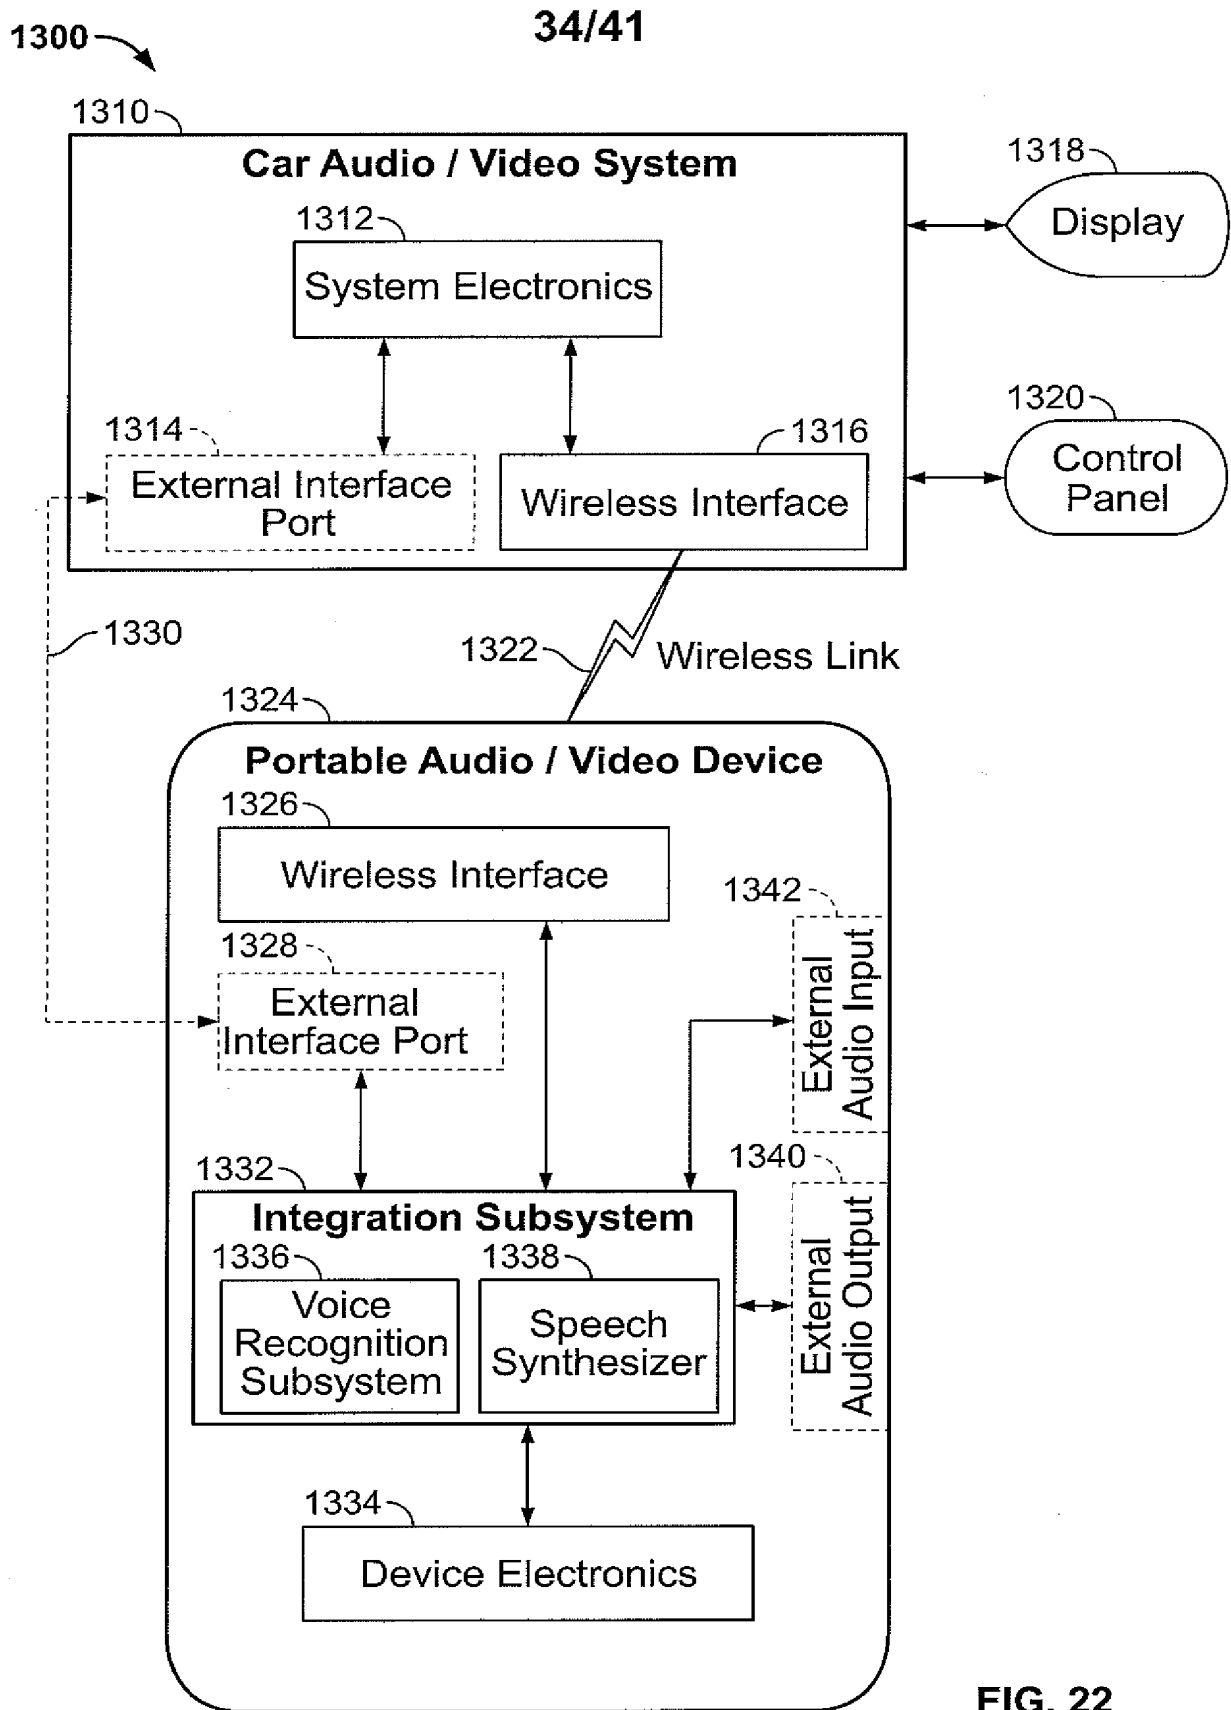 34/41
1300
1310
Car Audio / Video System
1318
Display
1312
System Electronics
1314
External Interface
Port
1316
Wireless Interface
1320
Control
Panel
1330
1322
Wireless Link
1324
Portable Audio / Video Device
1326
Wireless Interface
1328
External
Interface Port
1342
External
Audio Input
1332
Integration Subsystem
1336
Voice
Recognition
Subsystem
1338
Speech
Synthesizer
1340
External
Audio Output
1334
Device Electronics
FIG. 22